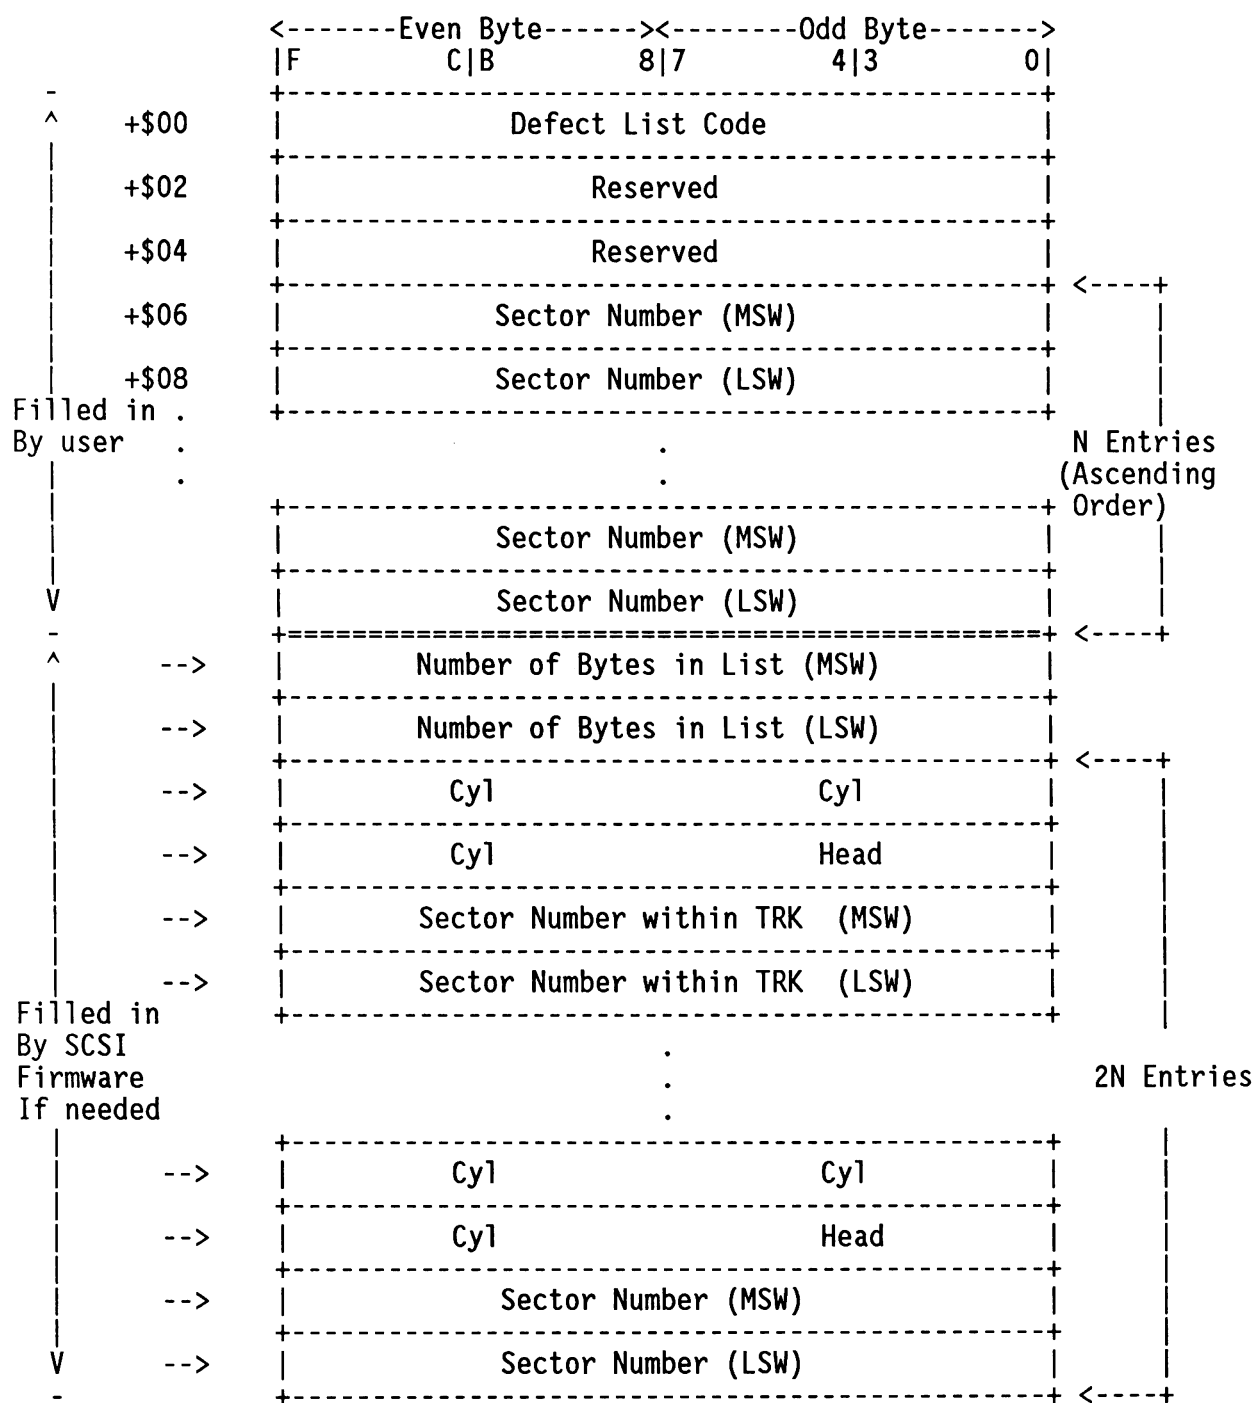 <-------Even Byte------><--------Odd Byte------->
|F C|B 8|7 4|3 0|
+$00 Defect List Code
+$02 Reserved
+$04 Reserved
+$06 Sector Number (MSW)
+$08 Sector Number (LSW)
Filled in .
By user .
.
N Entries
(Ascending
Order)
Sector Number (MSW)
Sector Number (LSW)
--> Number of Bytes in List (MSW)
--> Number of Bytes in List (LSW)
--> Cyl Cyl
--> Cyl Head
--> Sector Number within TRK (MSW)
--> Sector Number within TRK (LSW)
Filled in
By SCSI
Firmware
If needed
2N Entries
--> Cyl Cyl
--> Cyl Head
--> Sector Number (MSW)
--> Sector Number (LSW)